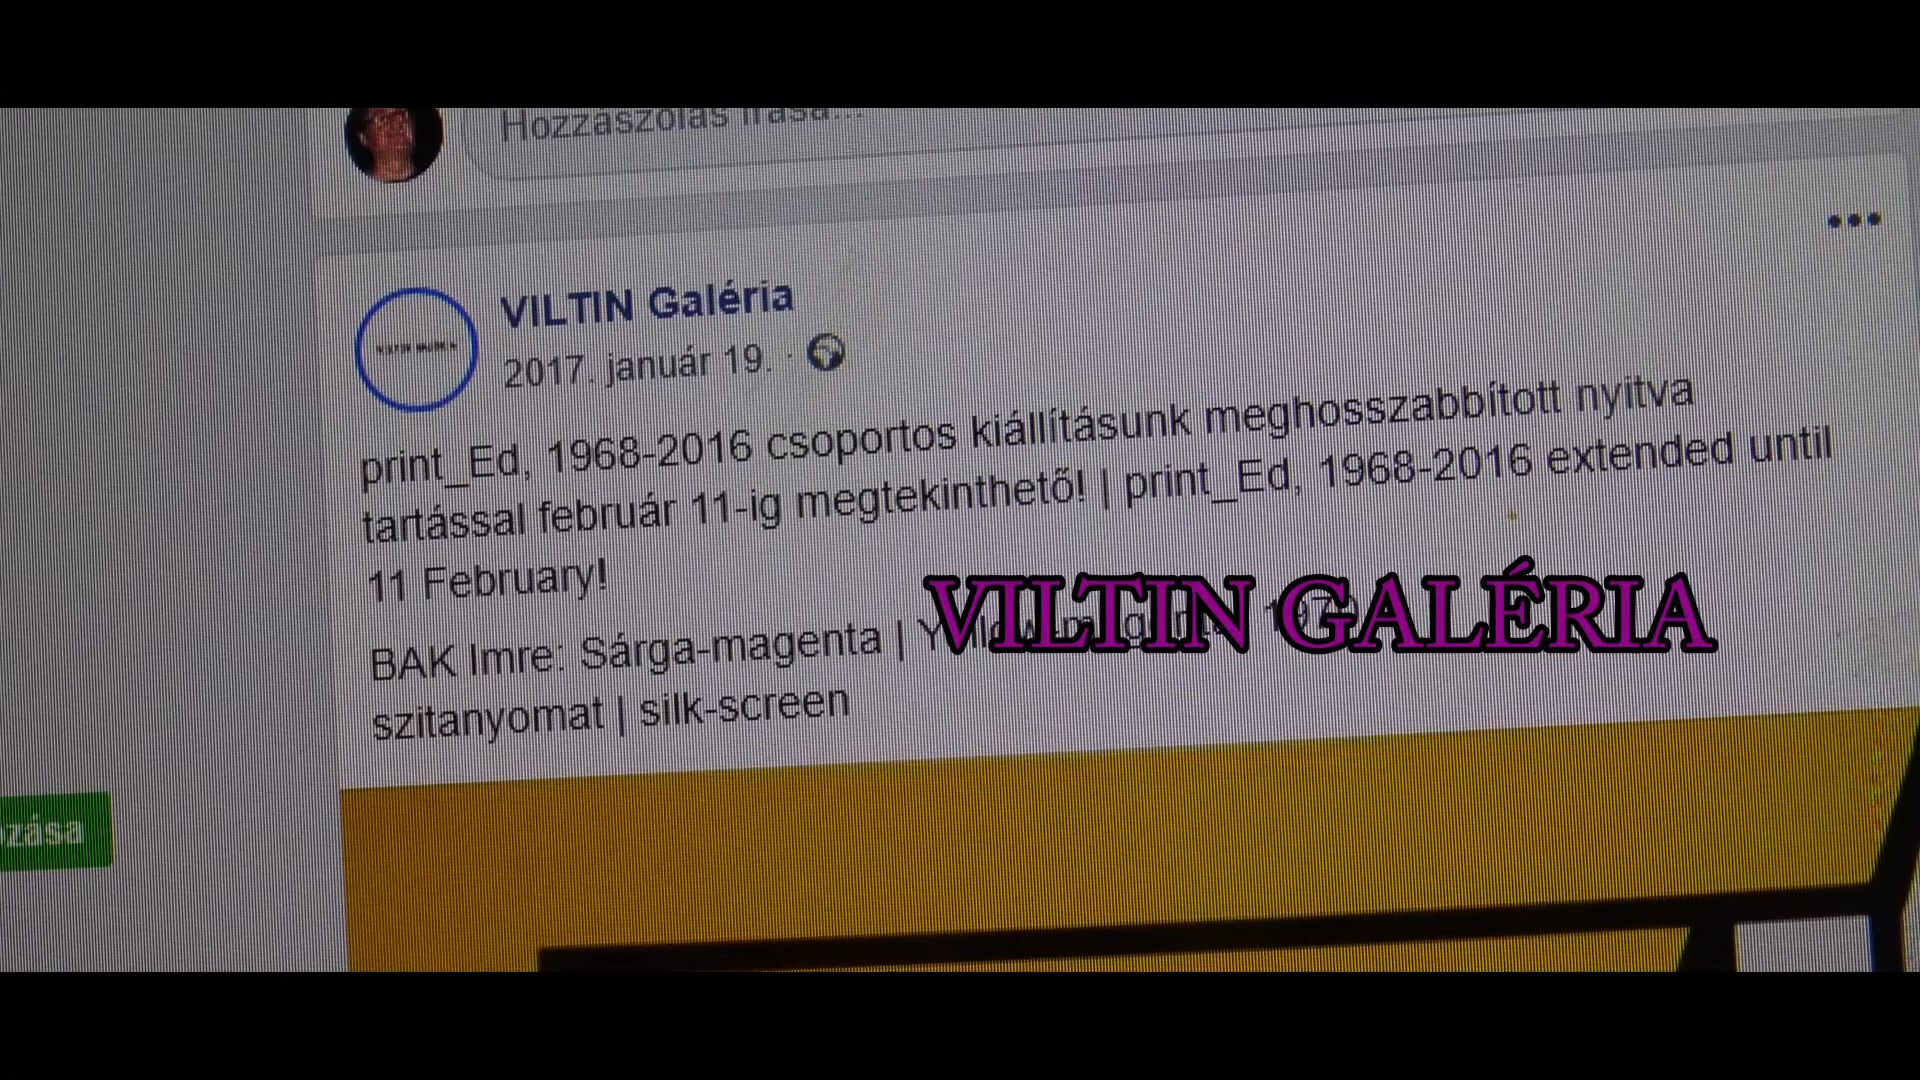 Hozzászólás írása...
VILTIN Galéria
2017. január 19. ·
print_Ed, 1968-2016 csoportos kiállításunk meghosszabbított nyitva
tartással február 11-ig megtekinthető! | print_Ed, 1968-2016 extended until
11 February!
BAK Imre: Sárga-magenta |
VILTIN GALÉRIA
szitanyomat | silk-screen